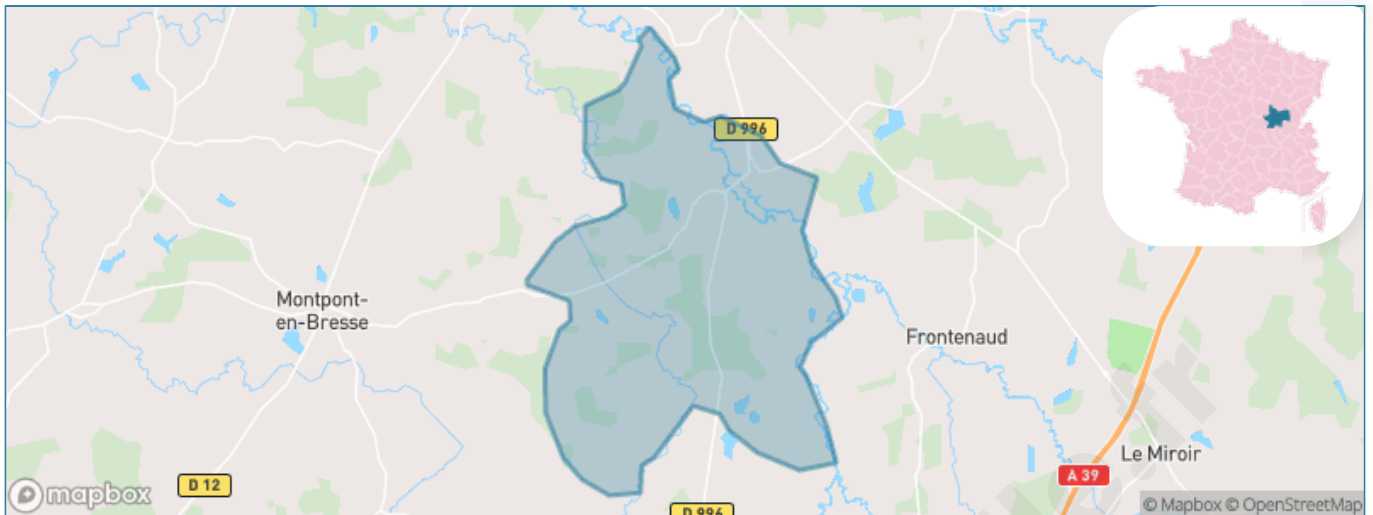 D 996
Montpont-
en-Bresse
Frontenaud
Le Miroir
A 39
D 12
D 996
mapbox
© Mapbox © OpenStreetMap